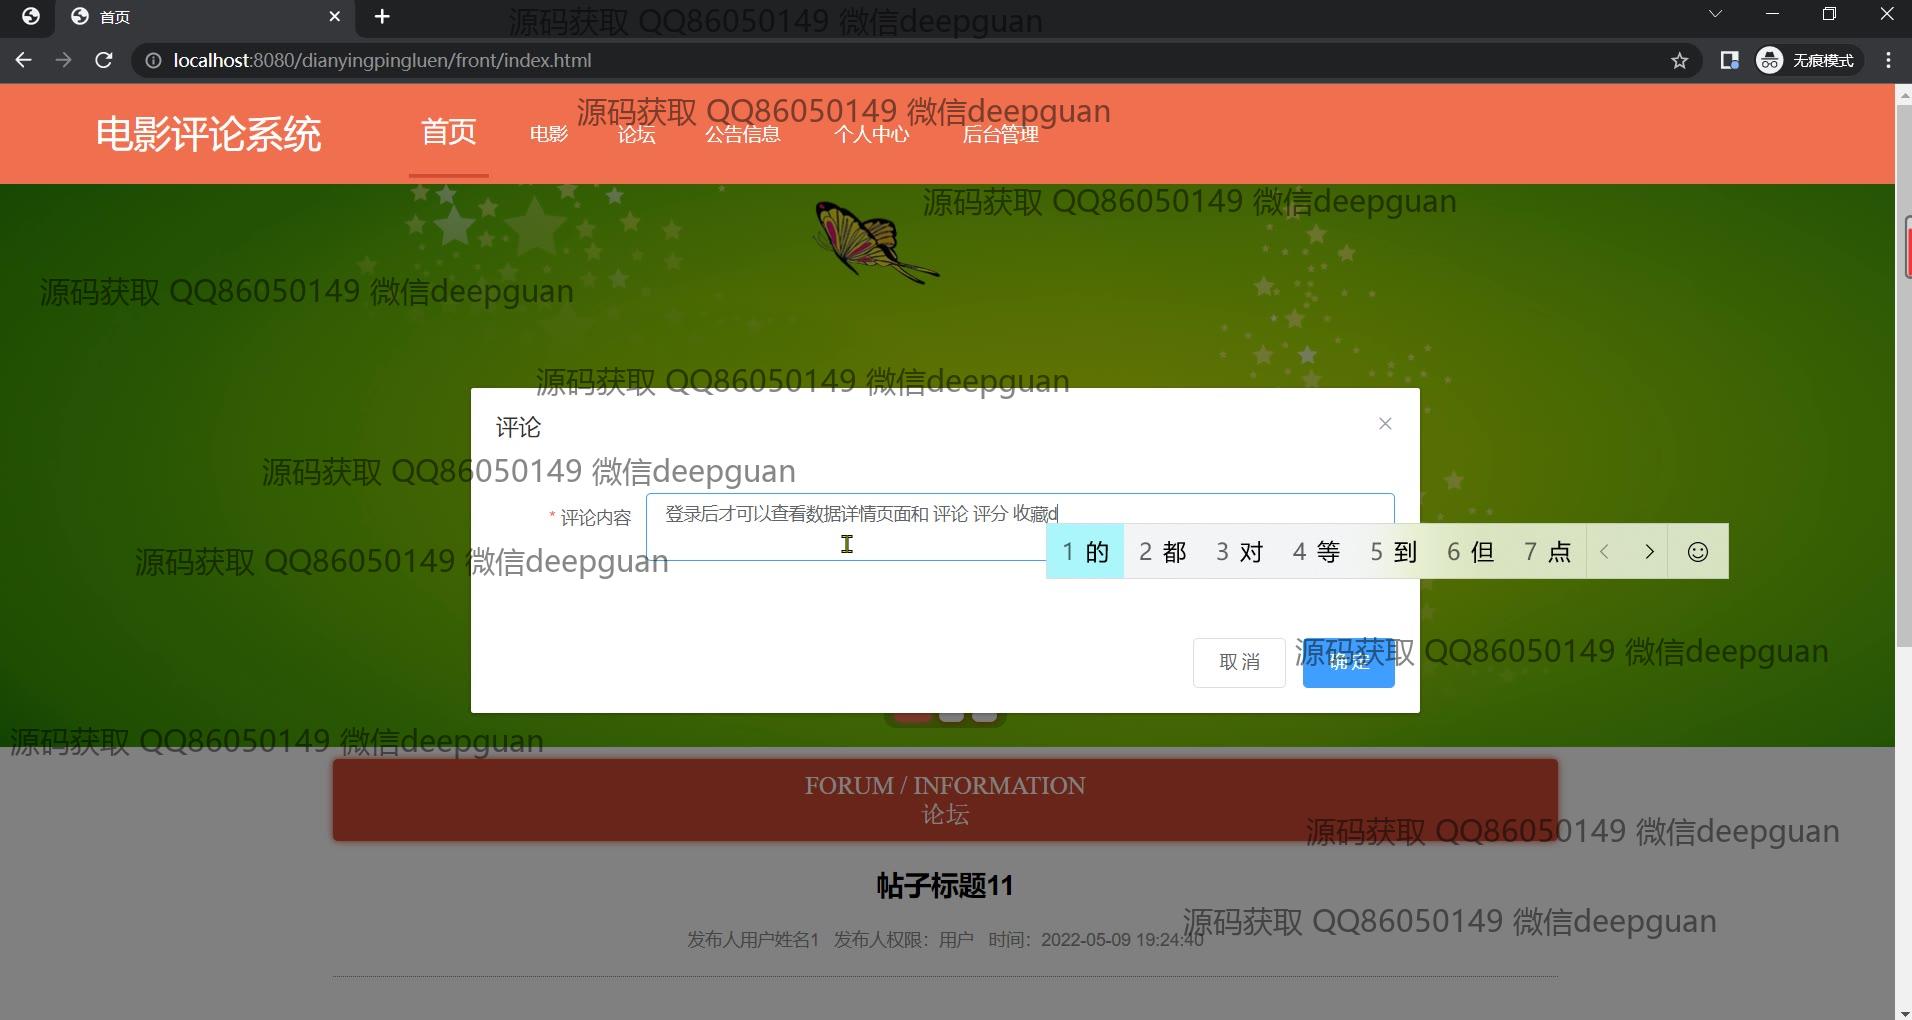 首页
源码获取 QQ86050149 微信deepguan
localhost:8080/dianyingpingluen/front/index.html
无痕模式
源码获取 QQ86050149 微信deepguan
电影评论系统
首页
电影
论坛
公告信息
个人中心
后台管理
源码获取 QQ86050149 微信deepguan
源码获取 QQ86050149 微信deepguan
源码获取 QQ86050149 微信deepguan
评论
源码获取 QQ86050149 微信deepguan
* 评论内容
登录后才可以查看数据详情页面和 评论 评分 收藏d
源码获取 QQ86050149 微信deepguan
1 的 2 都 3 对 4 等 5 到 6 但 7 点
取消
确定
源码获取 QQ86050149 微信deepguan
源码获取 QQ86050149 微信deepguan
FORUM / INFORMATION
论坛
源码获取 QQ86050149 微信deepguan
帖子标题11
源码获取 QQ86050149 微信deepguan
发布人用户姓名1 发布人权限：用户 时间：2022-05-09 19:24:40